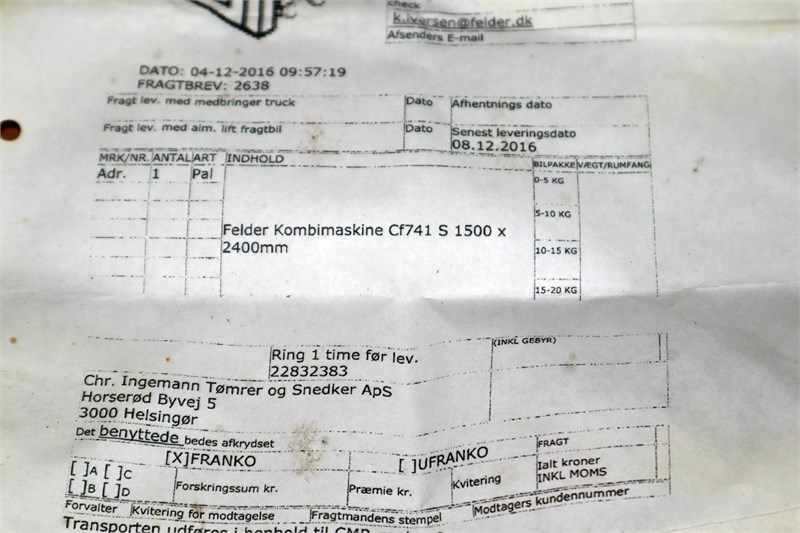 check
k.iversen@felder.dk
Afsenders E-mail
DATO: 04-12-2016 09:57:19
FRAGTBREV: 2638
Fragt lev. med medbringer truck
Dato
Afhentnings dato
Fragt lev. med alm. lift fragtbil
Dato
Senest leveringsdato
08.12.2016
MRK/NR. ANTAL ART INDHOLD BILPAKKE VÆGT/RUMFANG
Adr. 1 Pal
0-5 KG
Felder Kombimaskine Cf741 S 1500 x
2400mm
5-10 KG
10-15 KG
15-20 KG
Ring 1 time før lev.
22832383
(INKL GEBYR)
Chr. Ingemann Tømrer og Snedker ApS
Horserød Byvej 5
3000 Helsingør
Det benyttede bedes afkrydset
[X]FRANKO
[ ]UFRANKO
FRAGT
[ ]A [ ]C
[ ]B [ ]D
Forskringssum kr.
Præmie kr.
Kvitering
Ialt kroner
INKL MOMS
Forvalter
Kvitering for modtagelse
Fragtmandens stempel
Modtagers kundennummer
Transporten udføres i henhold til CMR